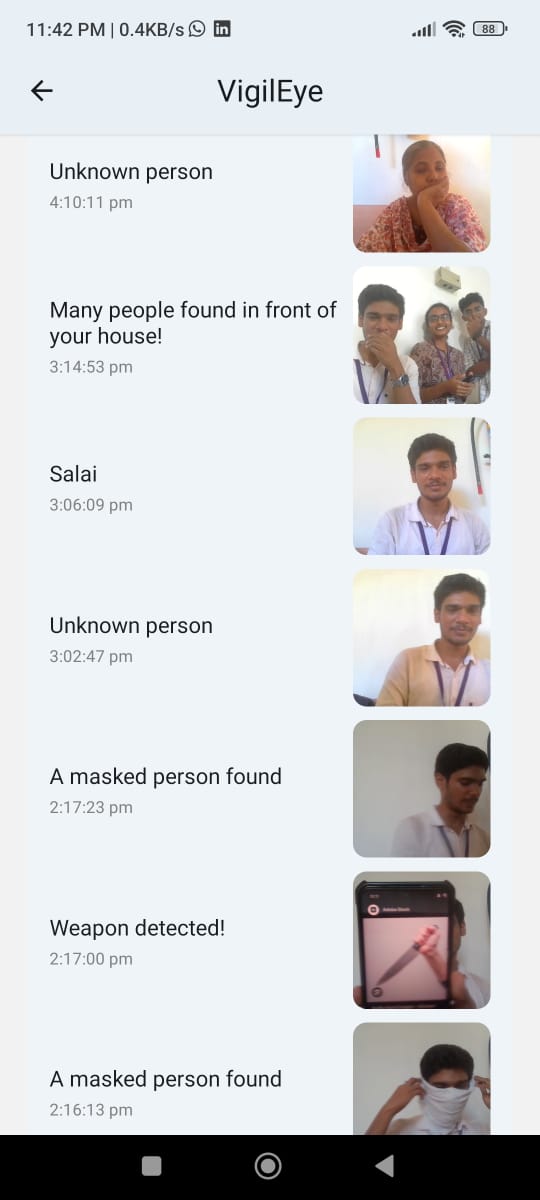 11:42 PM | 0.4KB/s
88
VigilEye
Unknown person
4:10:11 pm
Many people found in front of
your house!
3:14:53 pm
Salai
3:06:09 pm
Unknown person
3:02:47 pm
A masked person found
2:17:23 pm
Weapon detected!
2:17:00 pm
A masked person found
2:16:13 pm